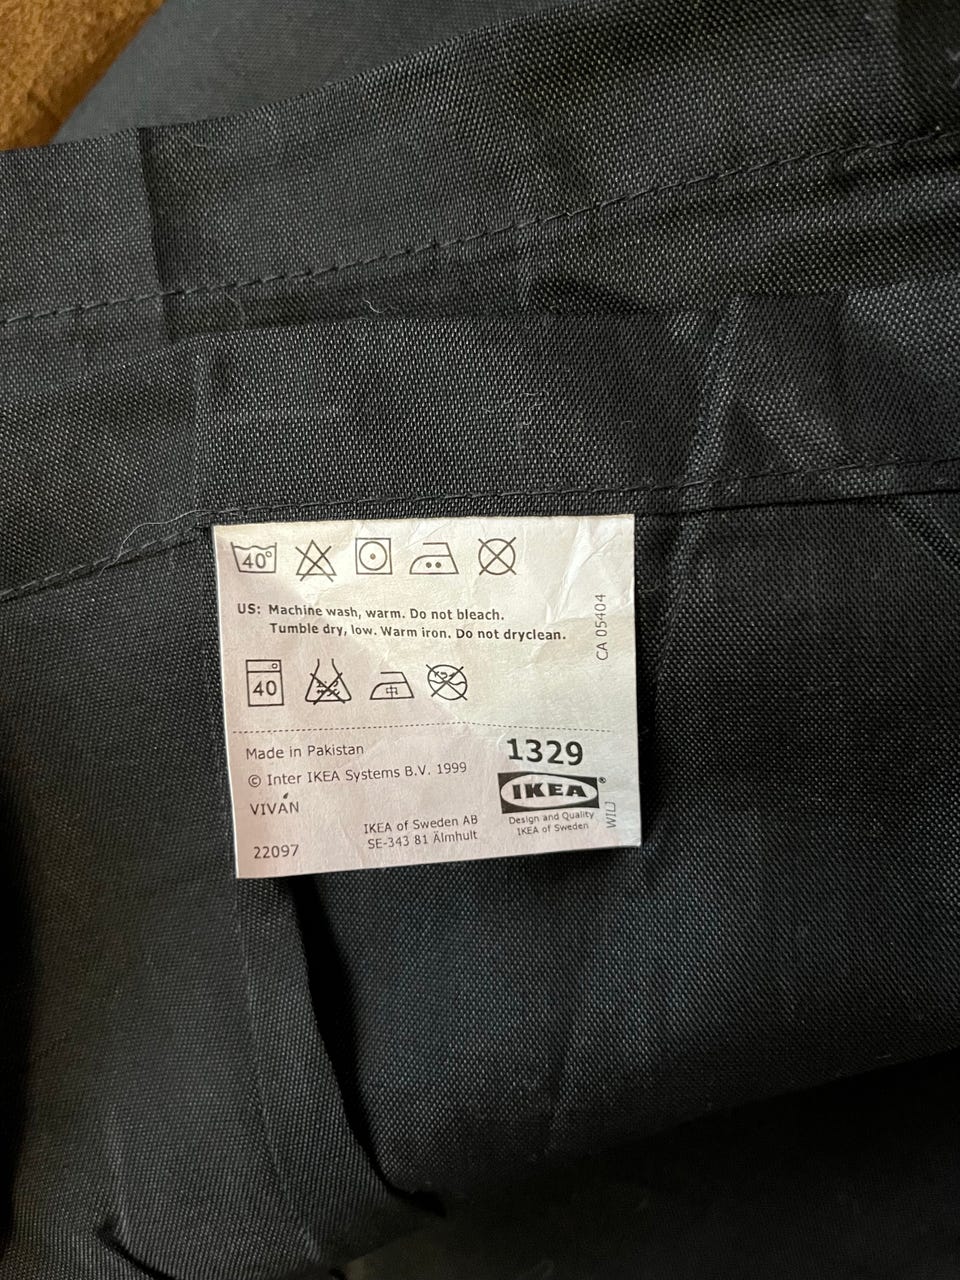 40°
US: Machine wash, warm. Do not bleach.
Tumble dry, low. Warm iron. Do not dryclean.
CA 05404
40
中
Made in Pakistan
© Inter IKEA Systems B.V. 1999
VIVAN
22097
IKEA of Sweden AB
SE-343 81 Älmhult
1329
IKEA®
Design and Quality
IKEA of Sweden